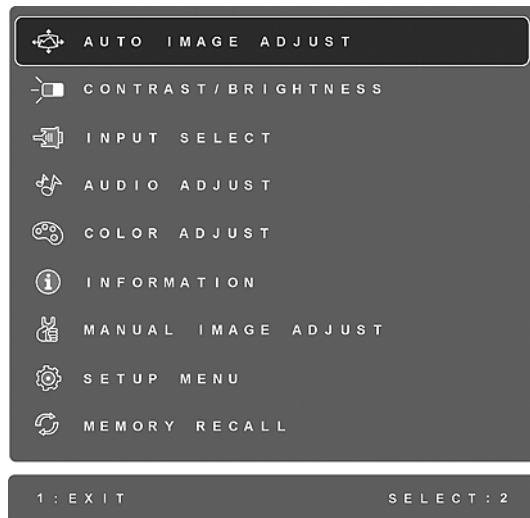 AUTO IMAGE ADJUST
CONTRAST/BRIGHTNESS
INPUT SELECT
AUDIO ADJUST
COLOR ADJUST
INFORMATION
MANUAL IMAGE ADJUST
SETUP MENU
MEMORY RECALL
1:EXIT SELECT:2